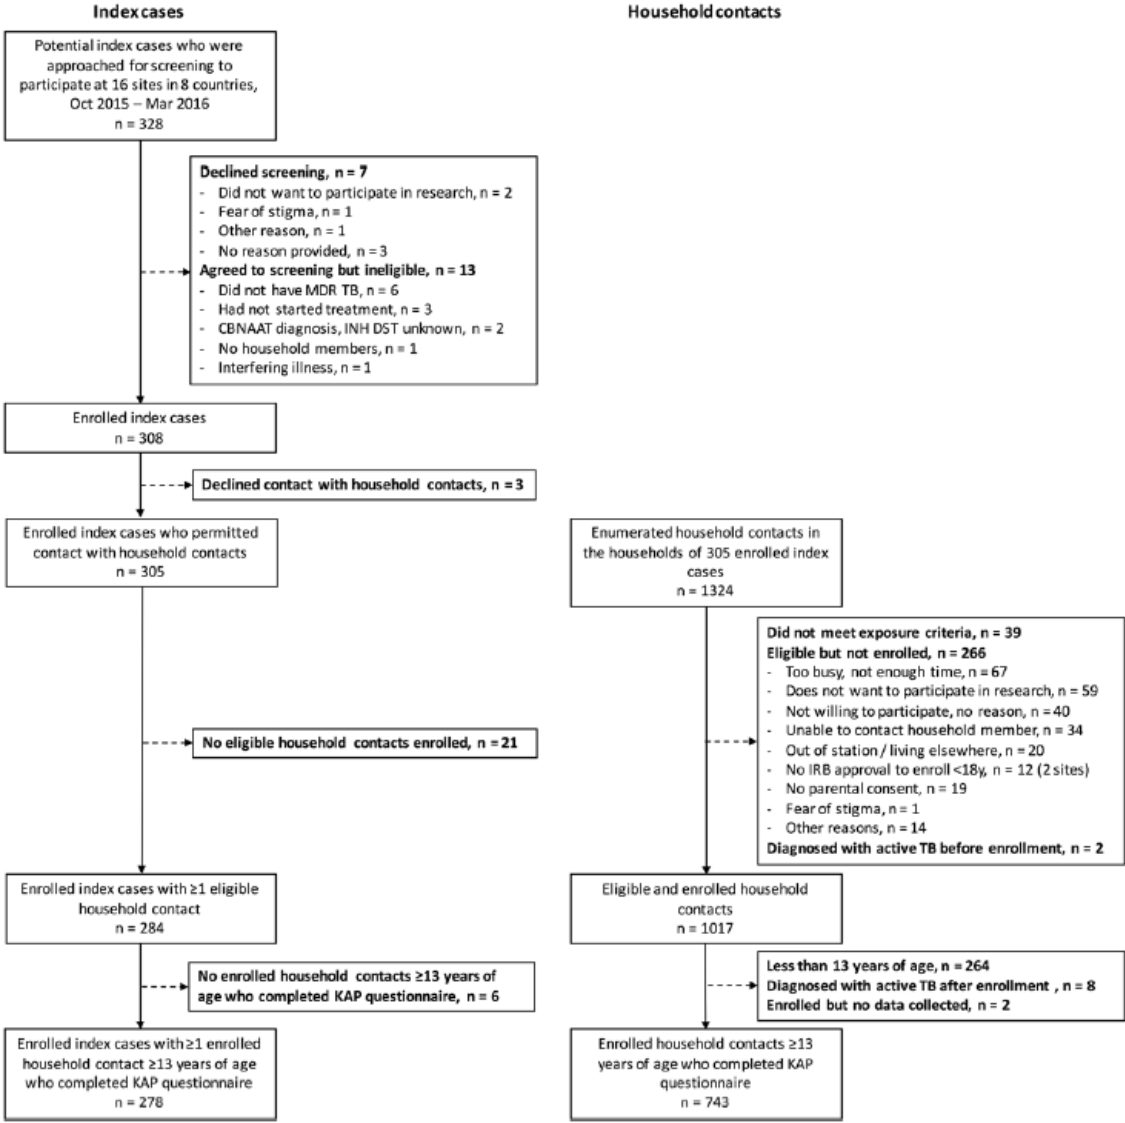 Index cases
Household contacts
Potential index cases who were
approached for screening to
participate at 16 sites in 8 countries,
Oct 2015 – Mar 2016
n = 328
Declined screening, n = 7
- Did not want to participate in research, n = 2
- Fear of stigma, n = 1
- Other reason, n = 1
- No reason provided, n = 3
Agreed to screening but ineligible, n = 13
- Did not have MDR TB, n = 6
- Had not started treatment, n = 3
- CBNAAT diagnosis, INH DST unknown, n = 2
- No household members, n = 1
- Interfering illness, n = 1
Enrolled index cases
n = 308
Declined contact with household contacts, n = 3
Enrolled index cases who permitted
contact with household contacts
n = 305
Enumerated household contacts in
the households of 305 enrolled index
cases
n = 1324
Did not meet exposure criteria, n = 39
Eligible but not enrolled, n = 266
- Too busy, not enough time, n = 67
- Does not want to participate in research, n = 59
- Not willing to participate, no reason, n = 40
- Unable to contact household member, n = 34
- Out of station / living elsewhere, n = 20
- No IRB approval to enroll <18y, n = 12 (2 sites)
- No parental consent, n = 19
- Fear of stigma, n = 1
- Other reasons, n = 14
Diagnosed with active TB before enrollment, n = 2
No eligible household contacts enrolled, n = 21
Enrolled index cases with ≥1 eligible
household contact
n = 284
Eligible and enrolled household
contacts
n = 1017
No enrolled household contacts ≥13 years of
age who completed KAP questionnaire, n = 6
Less than 13 years of age, n = 264
Diagnosed with active TB after enrollment , n = 8
Enrolled but no data collected, n = 2
Enrolled index cases with ≥1 enrolled
household contact ≥13 years of age
who completed KAP questionnaire
n = 278
Enrolled household contacts ≥13
years of age who completed KAP
questionnaire
n = 743